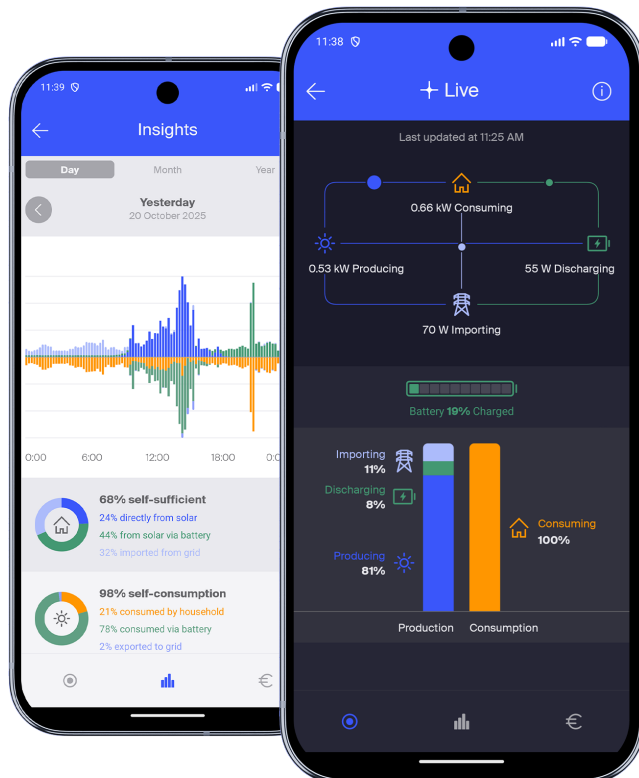 11:39
Insights
Day
Month
Year
Yesterday
20 October 2025
0:00
6:00
12:00
18:00
68% self-sufficient
24% directly from solar
44% from solar via battery
32% imported from grid
98% self-consumption
21% consumed by household
78% consumed via battery
2% exported to grid
€
11:38
Live
Last updated at 11:25 AM
0.66 kW Consuming
0.53 kW Producing
55 W Discharging
70 W Importing
Battery 19% Charged
Importing
11%
Discharging
8%
Producing
81%
Consuming
100%
Production
Consumption
€